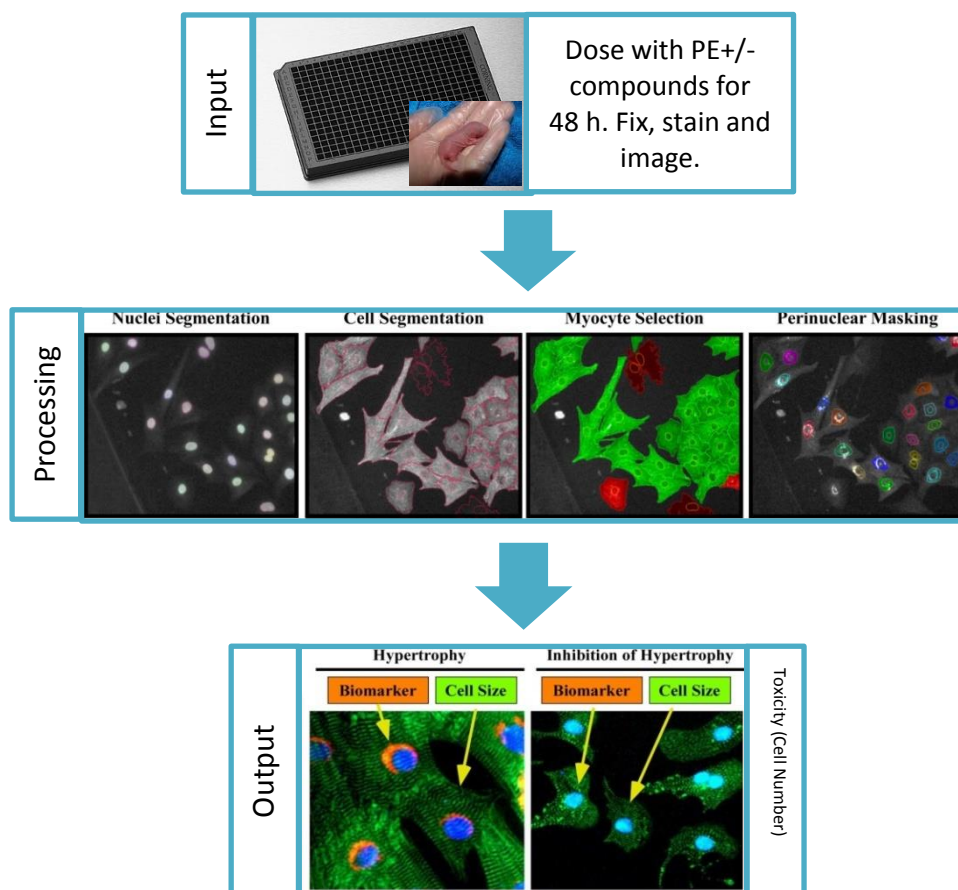 Input
Dose with PE+/-
compounds for
48 h. Fix, stain and
image.
Processing
Nuclei Segmentation
Cell Segmentation
Myocyte Selection
Perinuclear Masking
Output
Hypertrophy
Biomarker
Cell Size
Inhibition of Hypertrophy
Biomarker
Cell Size
Toxicity (Cell Number)